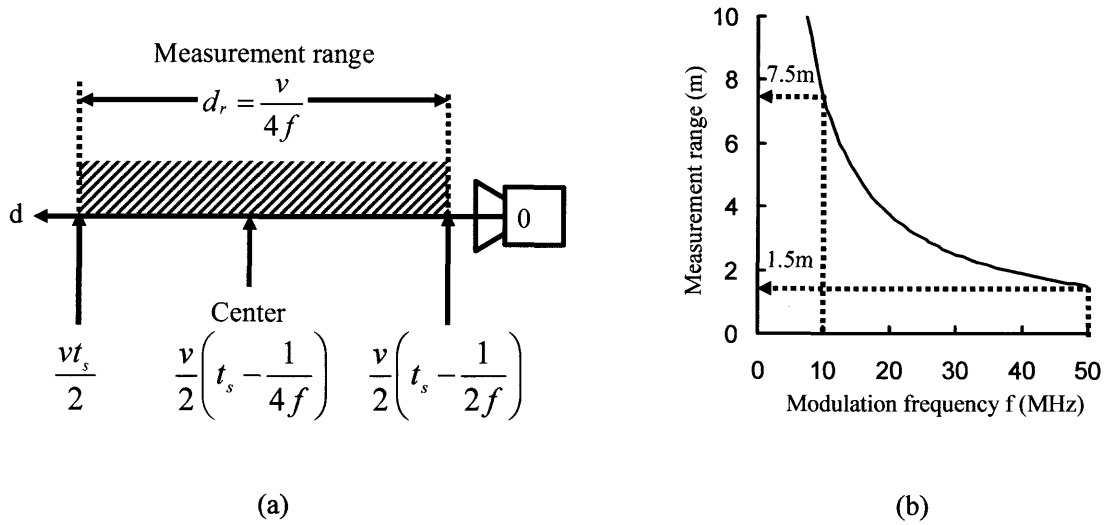 Measurement range
d_r = v / 4f
d
0
Center
vt_s / 2
v/2 ( t_s − 1/4f )
v/2 ( t_s − 1/2f )
(a)
Measurement range (m)
10
8
6
4
2
0
7.5m
1.5m
0 10 20 30 40 50
Modulation frequency f (MHz)
(b)